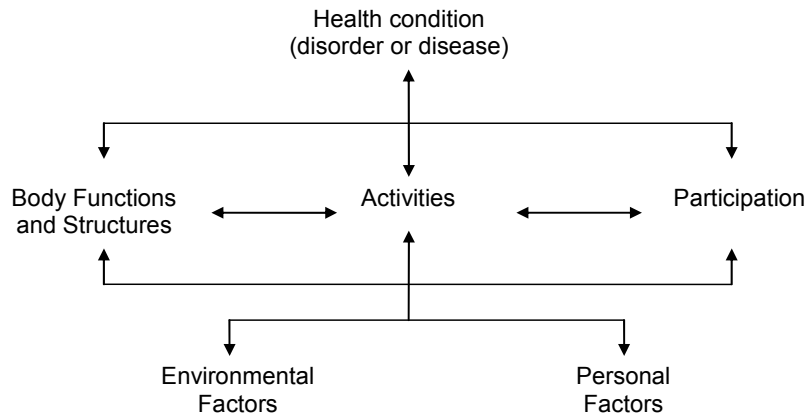 Health condition
(disorder or disease)
Body Functions
and Structures
Activities
Participation
Environmental
Factors
Personal
Factors